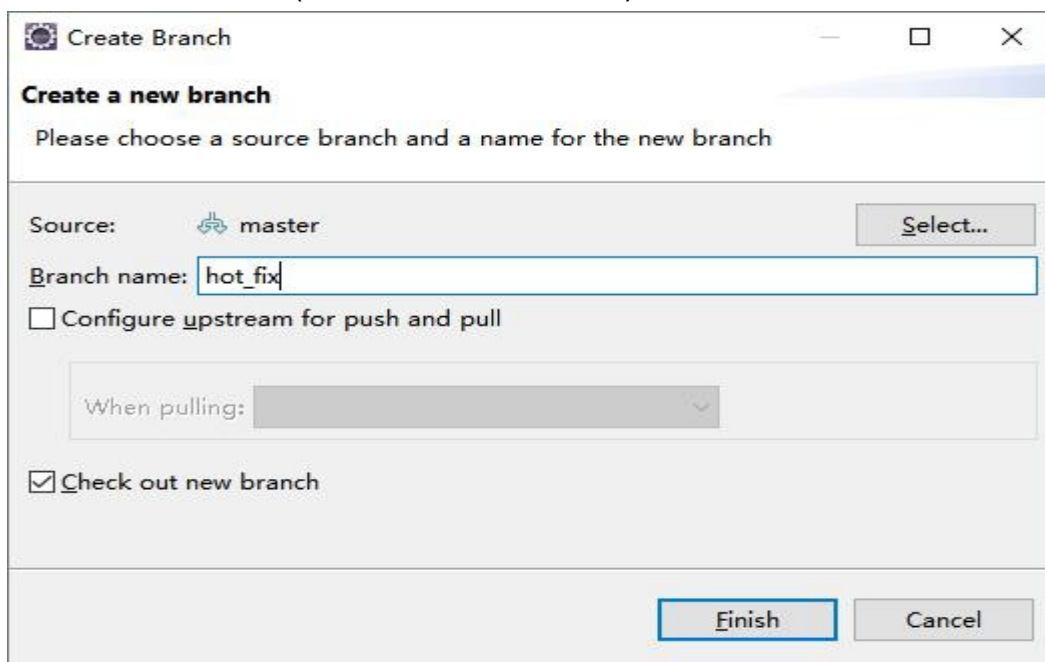 Create Branch
Create a new branch
Please choose a source branch and a name for the new branch
Source: master Select...
Branch name: hot_fix
Configure upstream for push and pull
When pulling:
Check out new branch
Finish Cancel